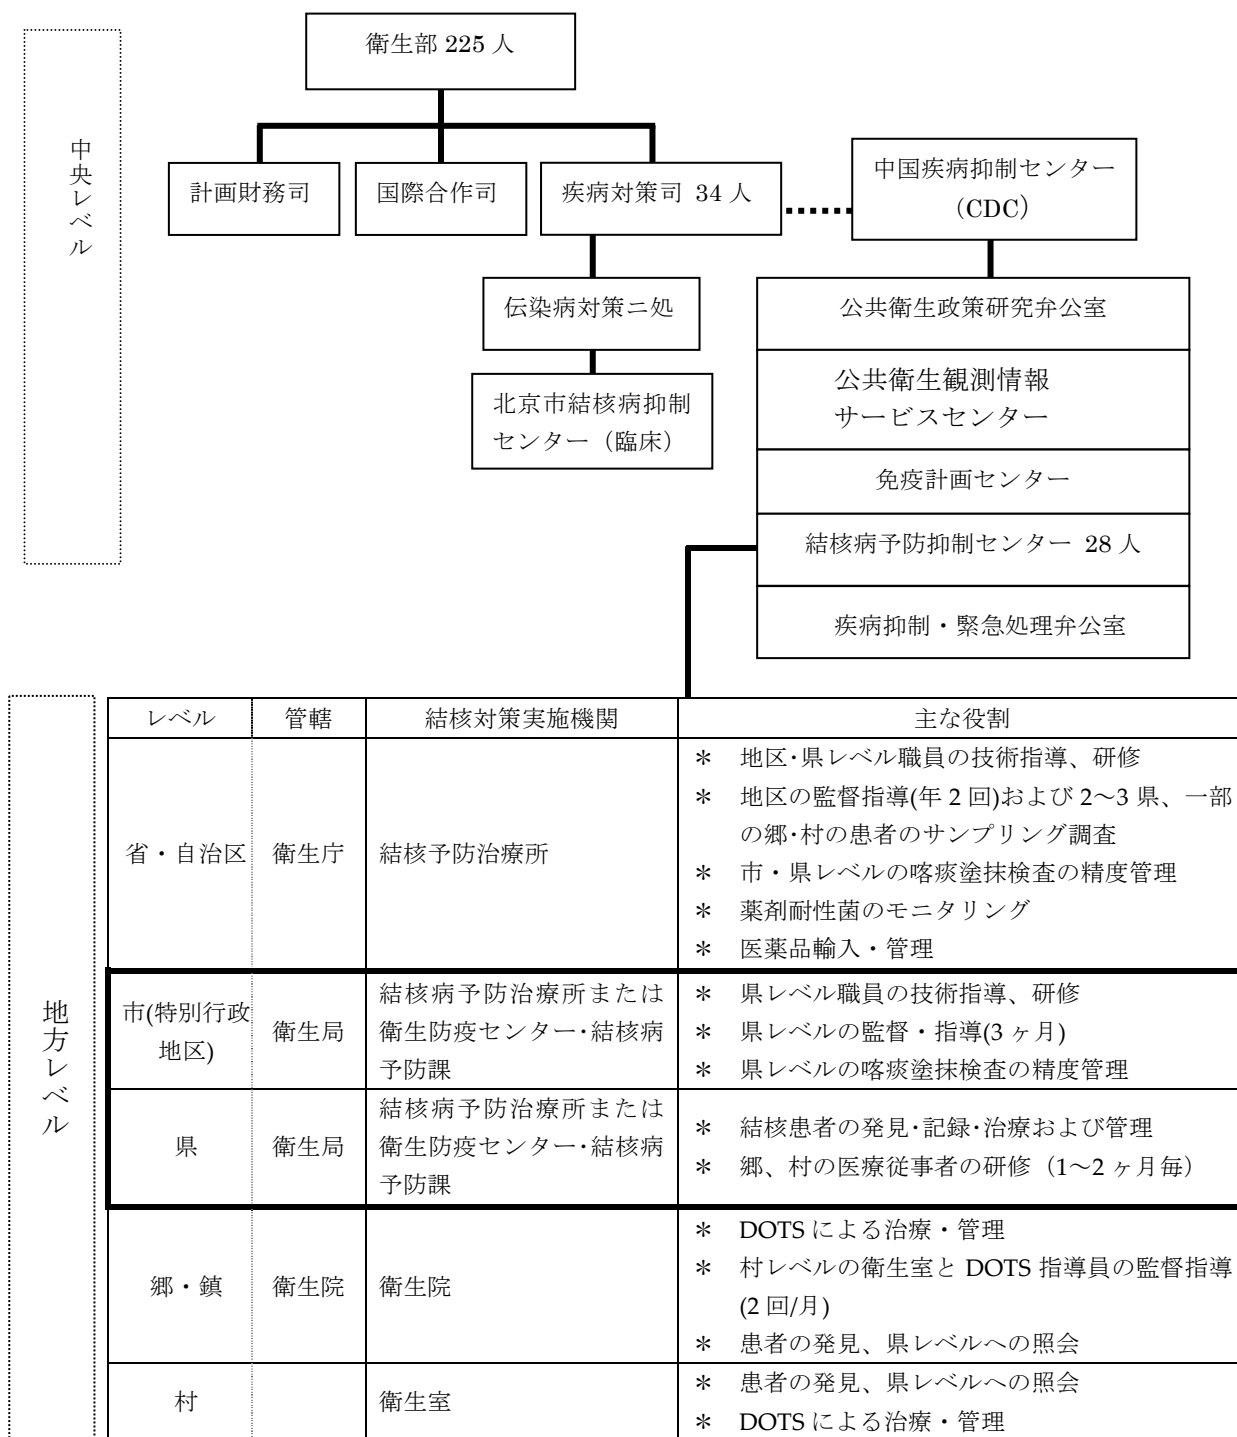 中央レベル
衛生部 225 人
計画財務司
国際合作司
疾病対策司 34 人
中国疾病抑制センター
（CDC）
伝染病対策ニ処
北京市結核病抑制
センター（臨床）
公共衛生政策研究弁公室
公共衛生観測情報
サービスセンター
免疫計画センター
結核病予防抑制センター 28 人
疾病抑制・緊急処理弁公室
地方レベル
レベル 管轄 結核対策実施機関 主な役割
省・自治区 衛生庁 結核予防治療所
＊ 地区･県レベル職員の技術指導、研修
＊ 地区の監督指導(年 2 回)および 2～3 県、一部
の郷･村の患者のサンプリング調査
＊ 市・県レベルの喀痰塗抹検査の精度管理
＊ 薬剤耐性菌のモニタリング
＊ 医薬品輸入・管理
市(特別行政
地区)
衛生局
結核病予防治療所または
衛生防疫センター･結核病
予防課
＊ 県レベル職員の技術指導、研修
＊ 県レベルの監督・指導(3 ヶ月)
＊ 県レベルの喀痰塗抹検査の精度管理
県 衛生局
結核病予防治療所または
衛生防疫センター･結核病
予防課
＊ 結核患者の発見･記録･治療および管理
＊ 郷、村の医療従事者の研修（1～2 ヶ月毎）
郷・鎮 衛生院 衛生院
＊ DOTS による治療・管理
＊ 村レベルの衛生室と DOTS 指導員の監督指導
(2 回/月)
＊ 患者の発見、県レベルへの照会
村 衛生室
＊ 患者の発見、県レベルへの照会
＊ DOTS による治療・管理